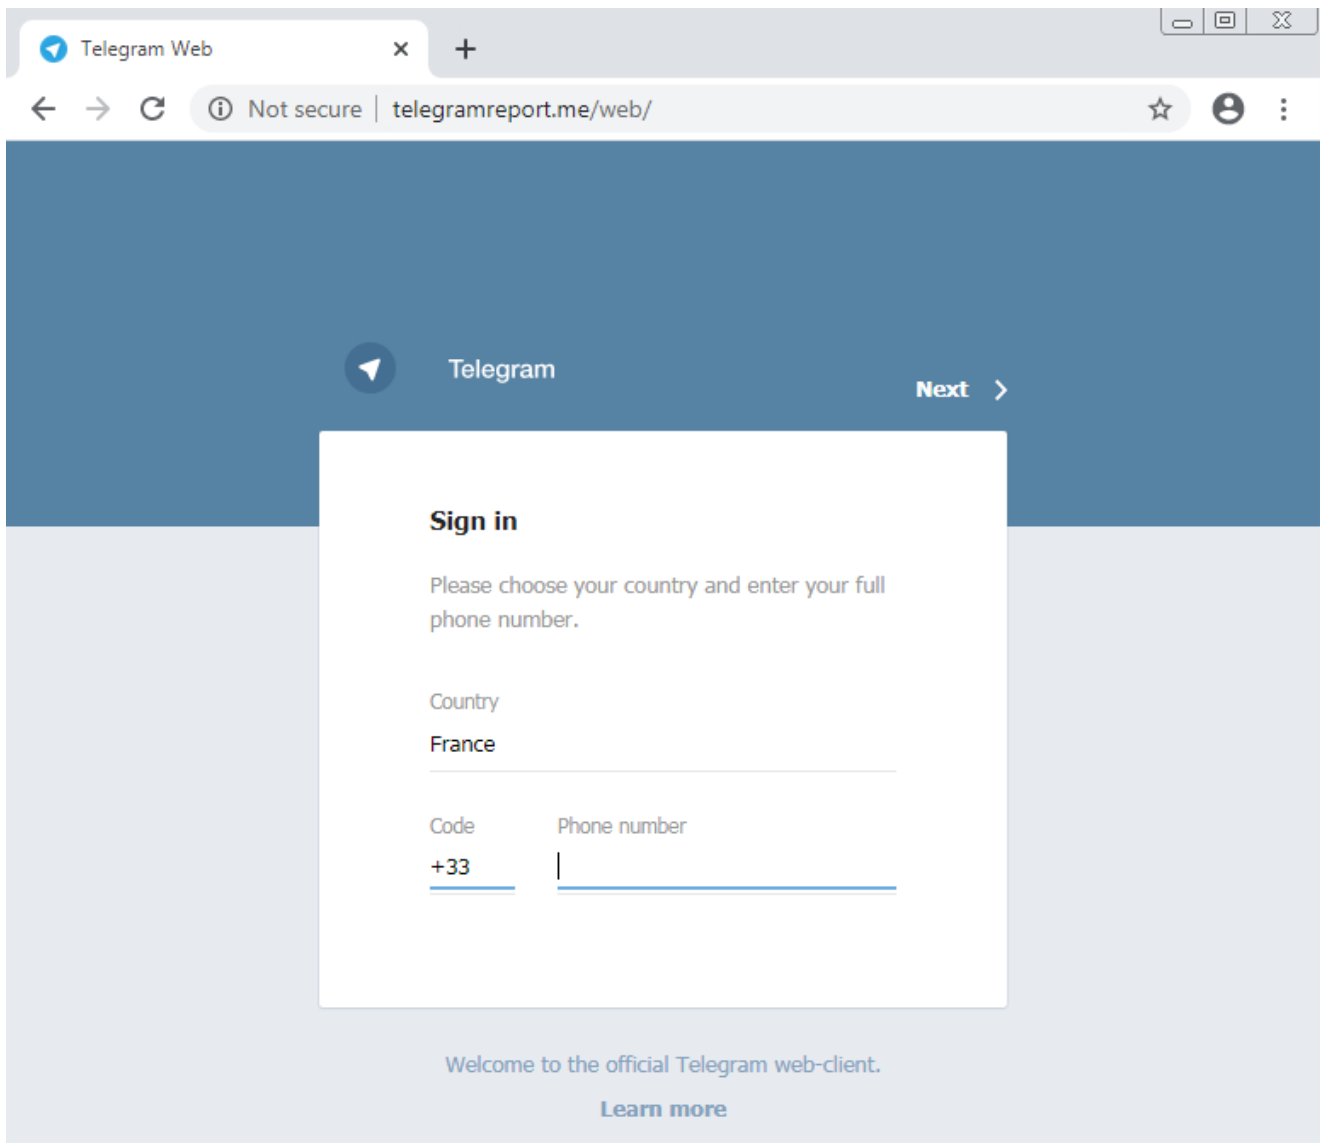 Telegram Web
Not secure | telegramreport.me/web/
Telegram
Next
Sign in
Please choose your country and enter your full
phone number.
Country
France
Code Phone number
+33
Welcome to the official Telegram web-client.
Learn more